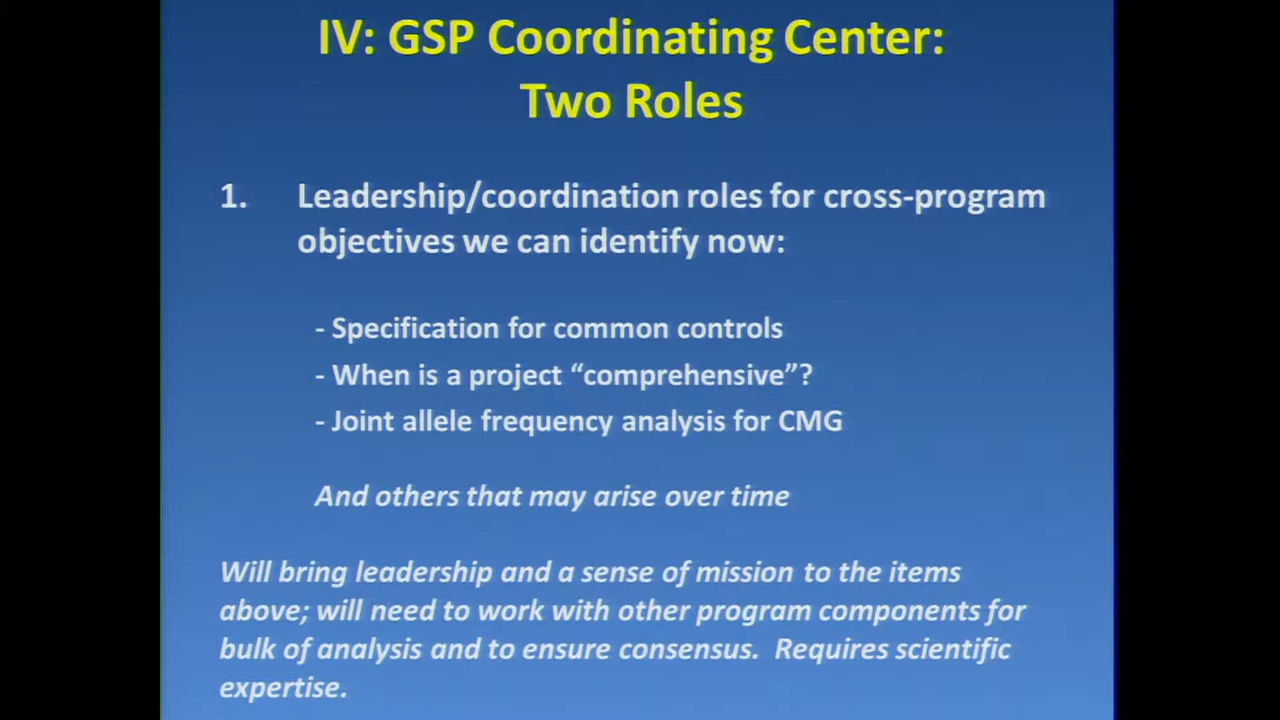 IV: GSP Coordinating Center:
Two Roles
1. Leadership/coordination roles for cross-program
objectives we can identify now:
- Specification for common controls
- When is a project “comprehensive”?
- Joint allele frequency analysis for CMG
And others that may arise over time
Will bring leadership and a sense of mission to the items
above; will need to work with other program components for
bulk of analysis and to ensure consensus.  Requires scientific
expertise.